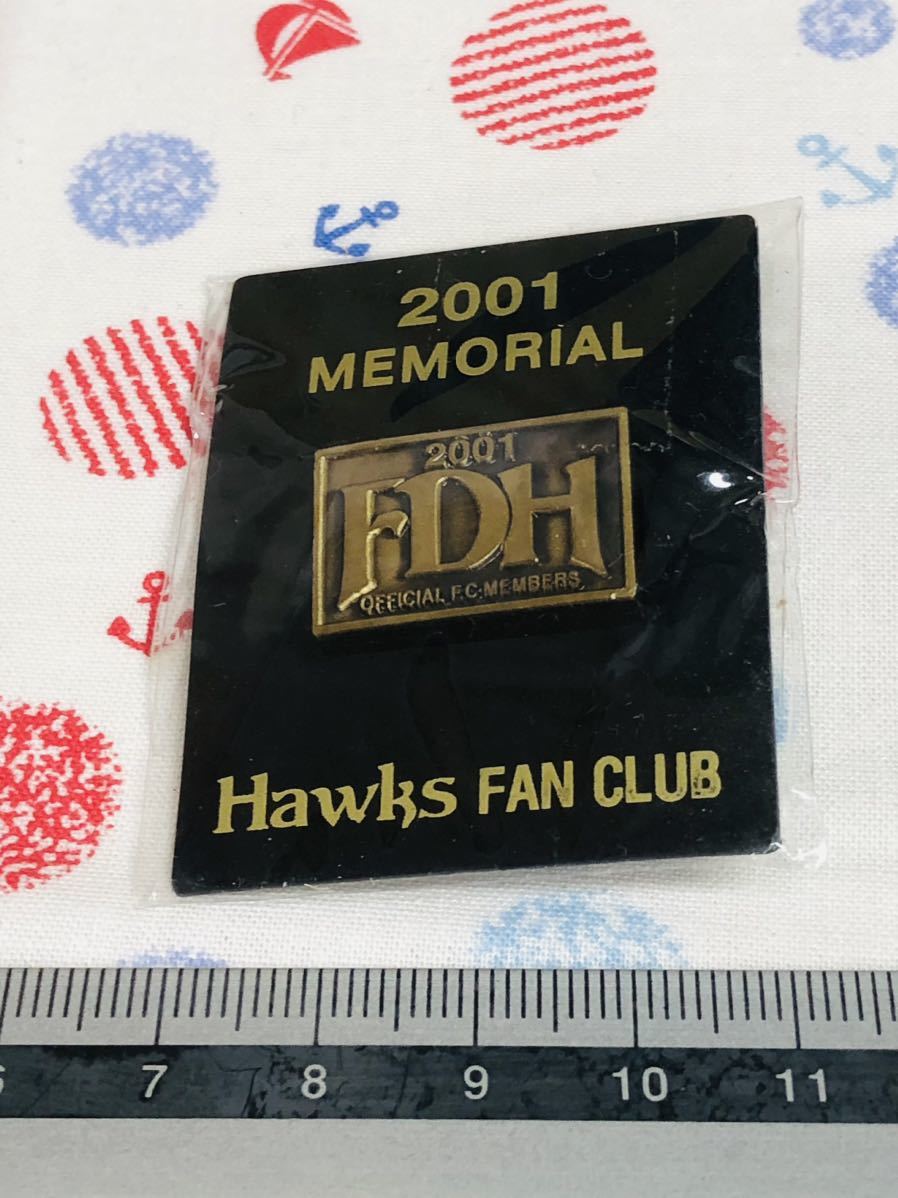 2001
MEMORIAL
2001
FDH
OFFICIAL F.C.MEMBERS
Hawks FAN CLUB
7 8 9 10 11